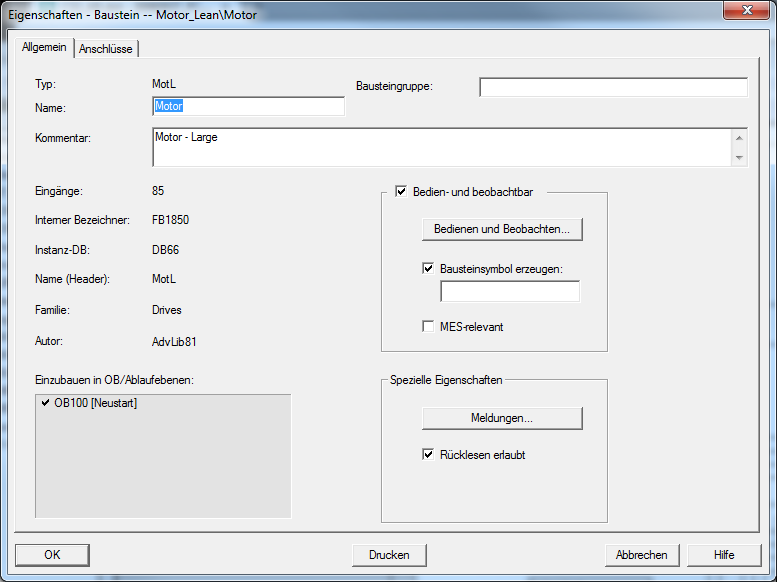 Eigenschaften - Baustein -- Motor_Lean\Motor
Allgemein Anschlüsse
Typ: MotL Bausteingruppe:
Name: Motor
Kommentar: Motor - Large
Eingänge: 85
Interner Bezeichner: FB1850
Instanz-DB: DB66
Name (Header): MotL
Familie: Drives
Autor: AdvLib81
Einzubauen in OB/Ablaufebenen:
OB100 [Neustart]
Bedien- und beobachtbar
Bedienen und Beobachten...
Bausteinsymbol erzeugen:
MES-relevant
Spezielle Eigenschaften
Meldungen...
Rücklesen erlaubt
OK Drucken Abbrechen Hilfe